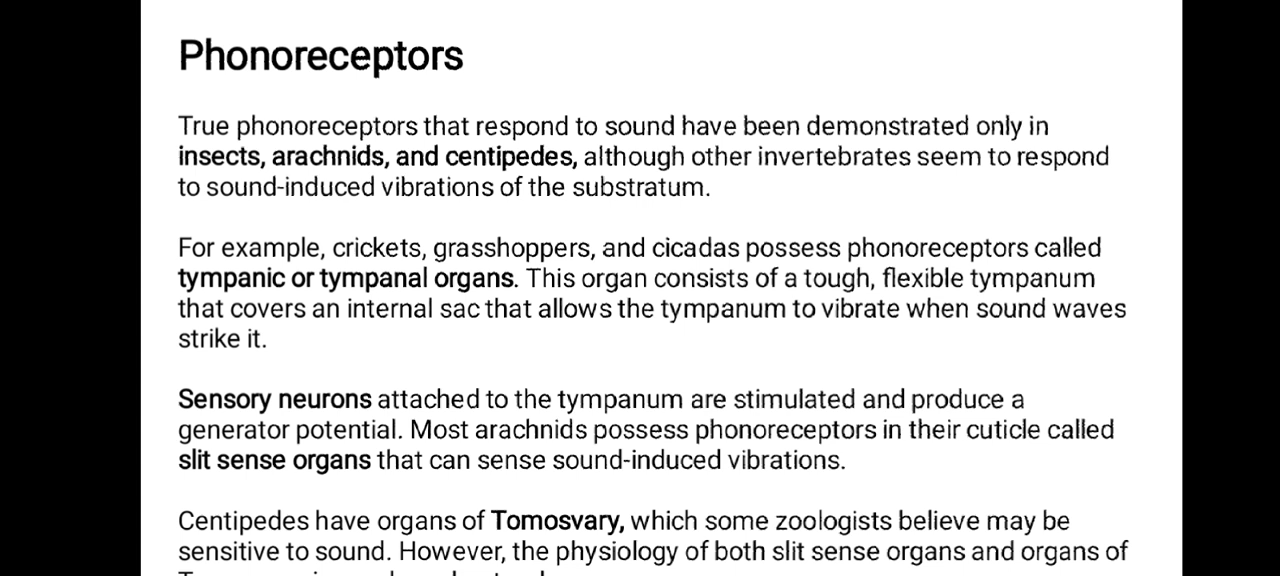 Phonoreceptors
True phonoreceptors that respond to sound have been demonstrated only in
insects, arachnids, and centipedes, although other invertebrates seem to respond
to sound-induced vibrations of the substratum.
For example, crickets, grasshoppers, and cicadas possess phonoreceptors called
tympanic or tympanal organs. This organ consists of a tough, flexible tympanum
that covers an internal sac that allows the tympanum to vibrate when sound waves
strike it.
Sensory neurons attached to the tympanum are stimulated and produce a
generator potential. Most arachnids possess phonoreceptors in their cuticle called
slit sense organs that can sense sound-induced vibrations.
Centipedes have organs of Tomosvary, which some zoologists believe may be
sensitive to sound. However, the physiology of both slit sense organs and organs of